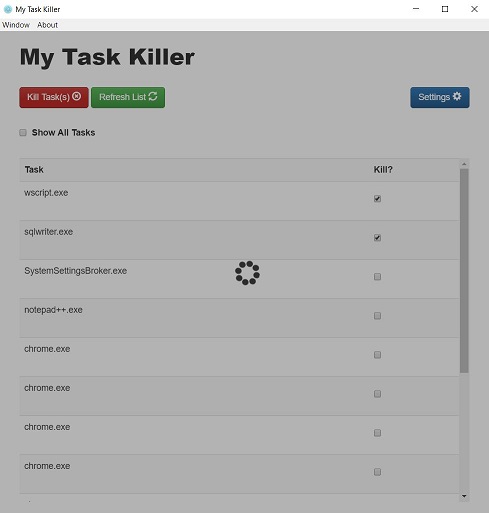 My Task Killer
Window About
My Task Killer
Kill Task(s) Refresh List Settings
Show All Tasks
Task Kill?
wscript.exe
sqlwriter.exe
SystemSettingsBroker.exe
notepad++.exe
chrome.exe
chrome.exe
chrome.exe
chrome.exe